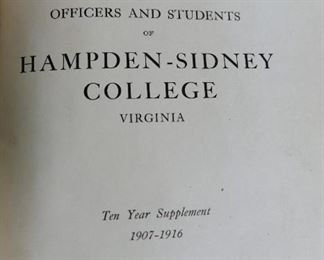 OFFICERS AND STUDENTS
OF
HAMPDEN-SIDNEY
COLLEGE
VIRGINIA
Ten Year Supplement
1907-1916